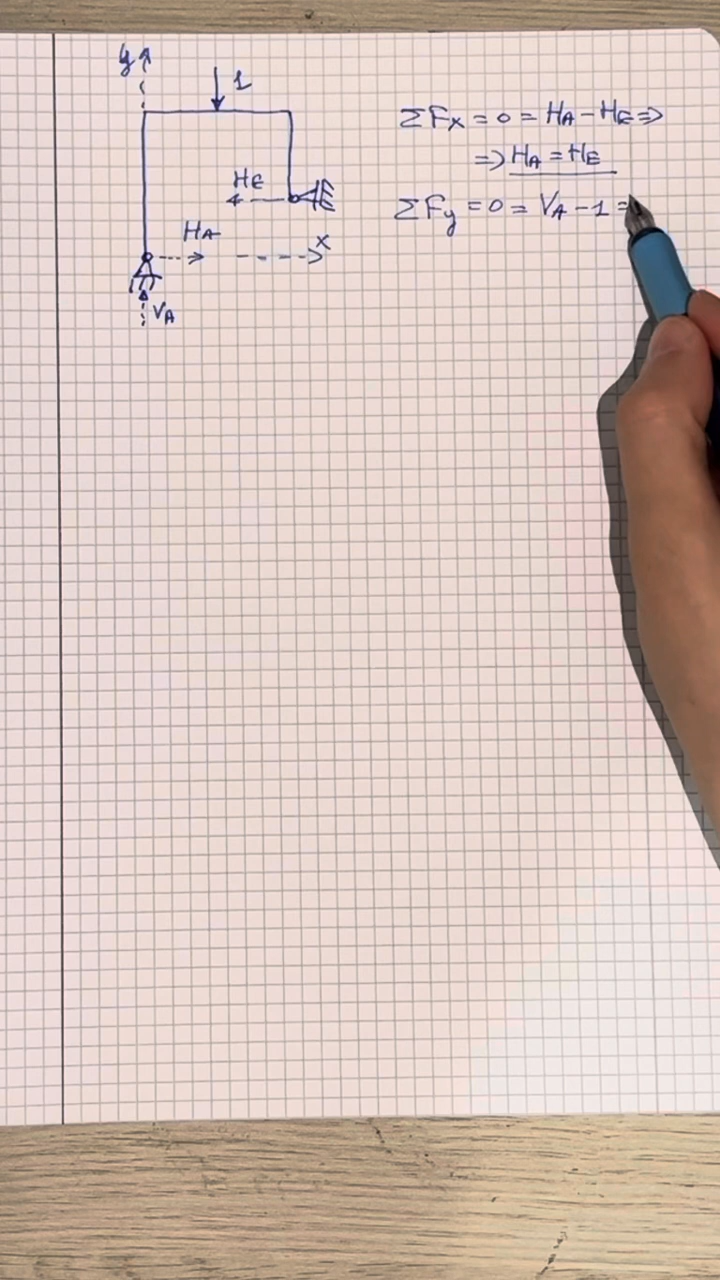 y
1
ΣFx = 0 = HA - HE ⇒
⇒ HA = HE
HE
ΣFy = 0 = VA - 1 =
HA
x
VA